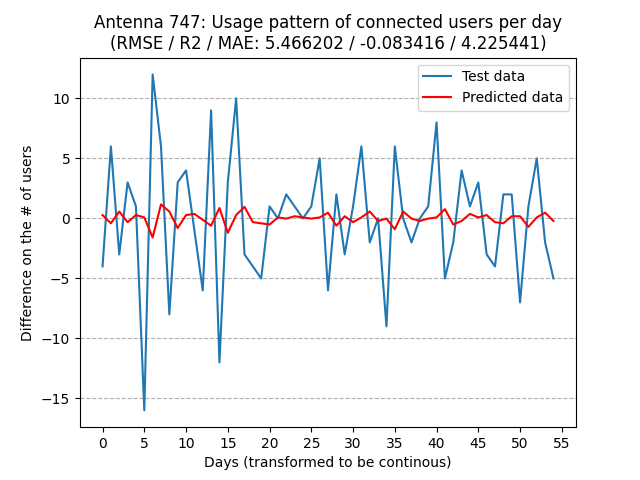 Antenna 747: Usage pattern of connected users per day
(RMSE / R2 / MAE: 5.466202 / -0.083416 / 4.225441)
Test data
Predicted data
Difference on the # of users
10
5
0
−5
−10
−15
0 5 10 15 20 25 30 35 40 45 50 55
Days (transformed to be continous)